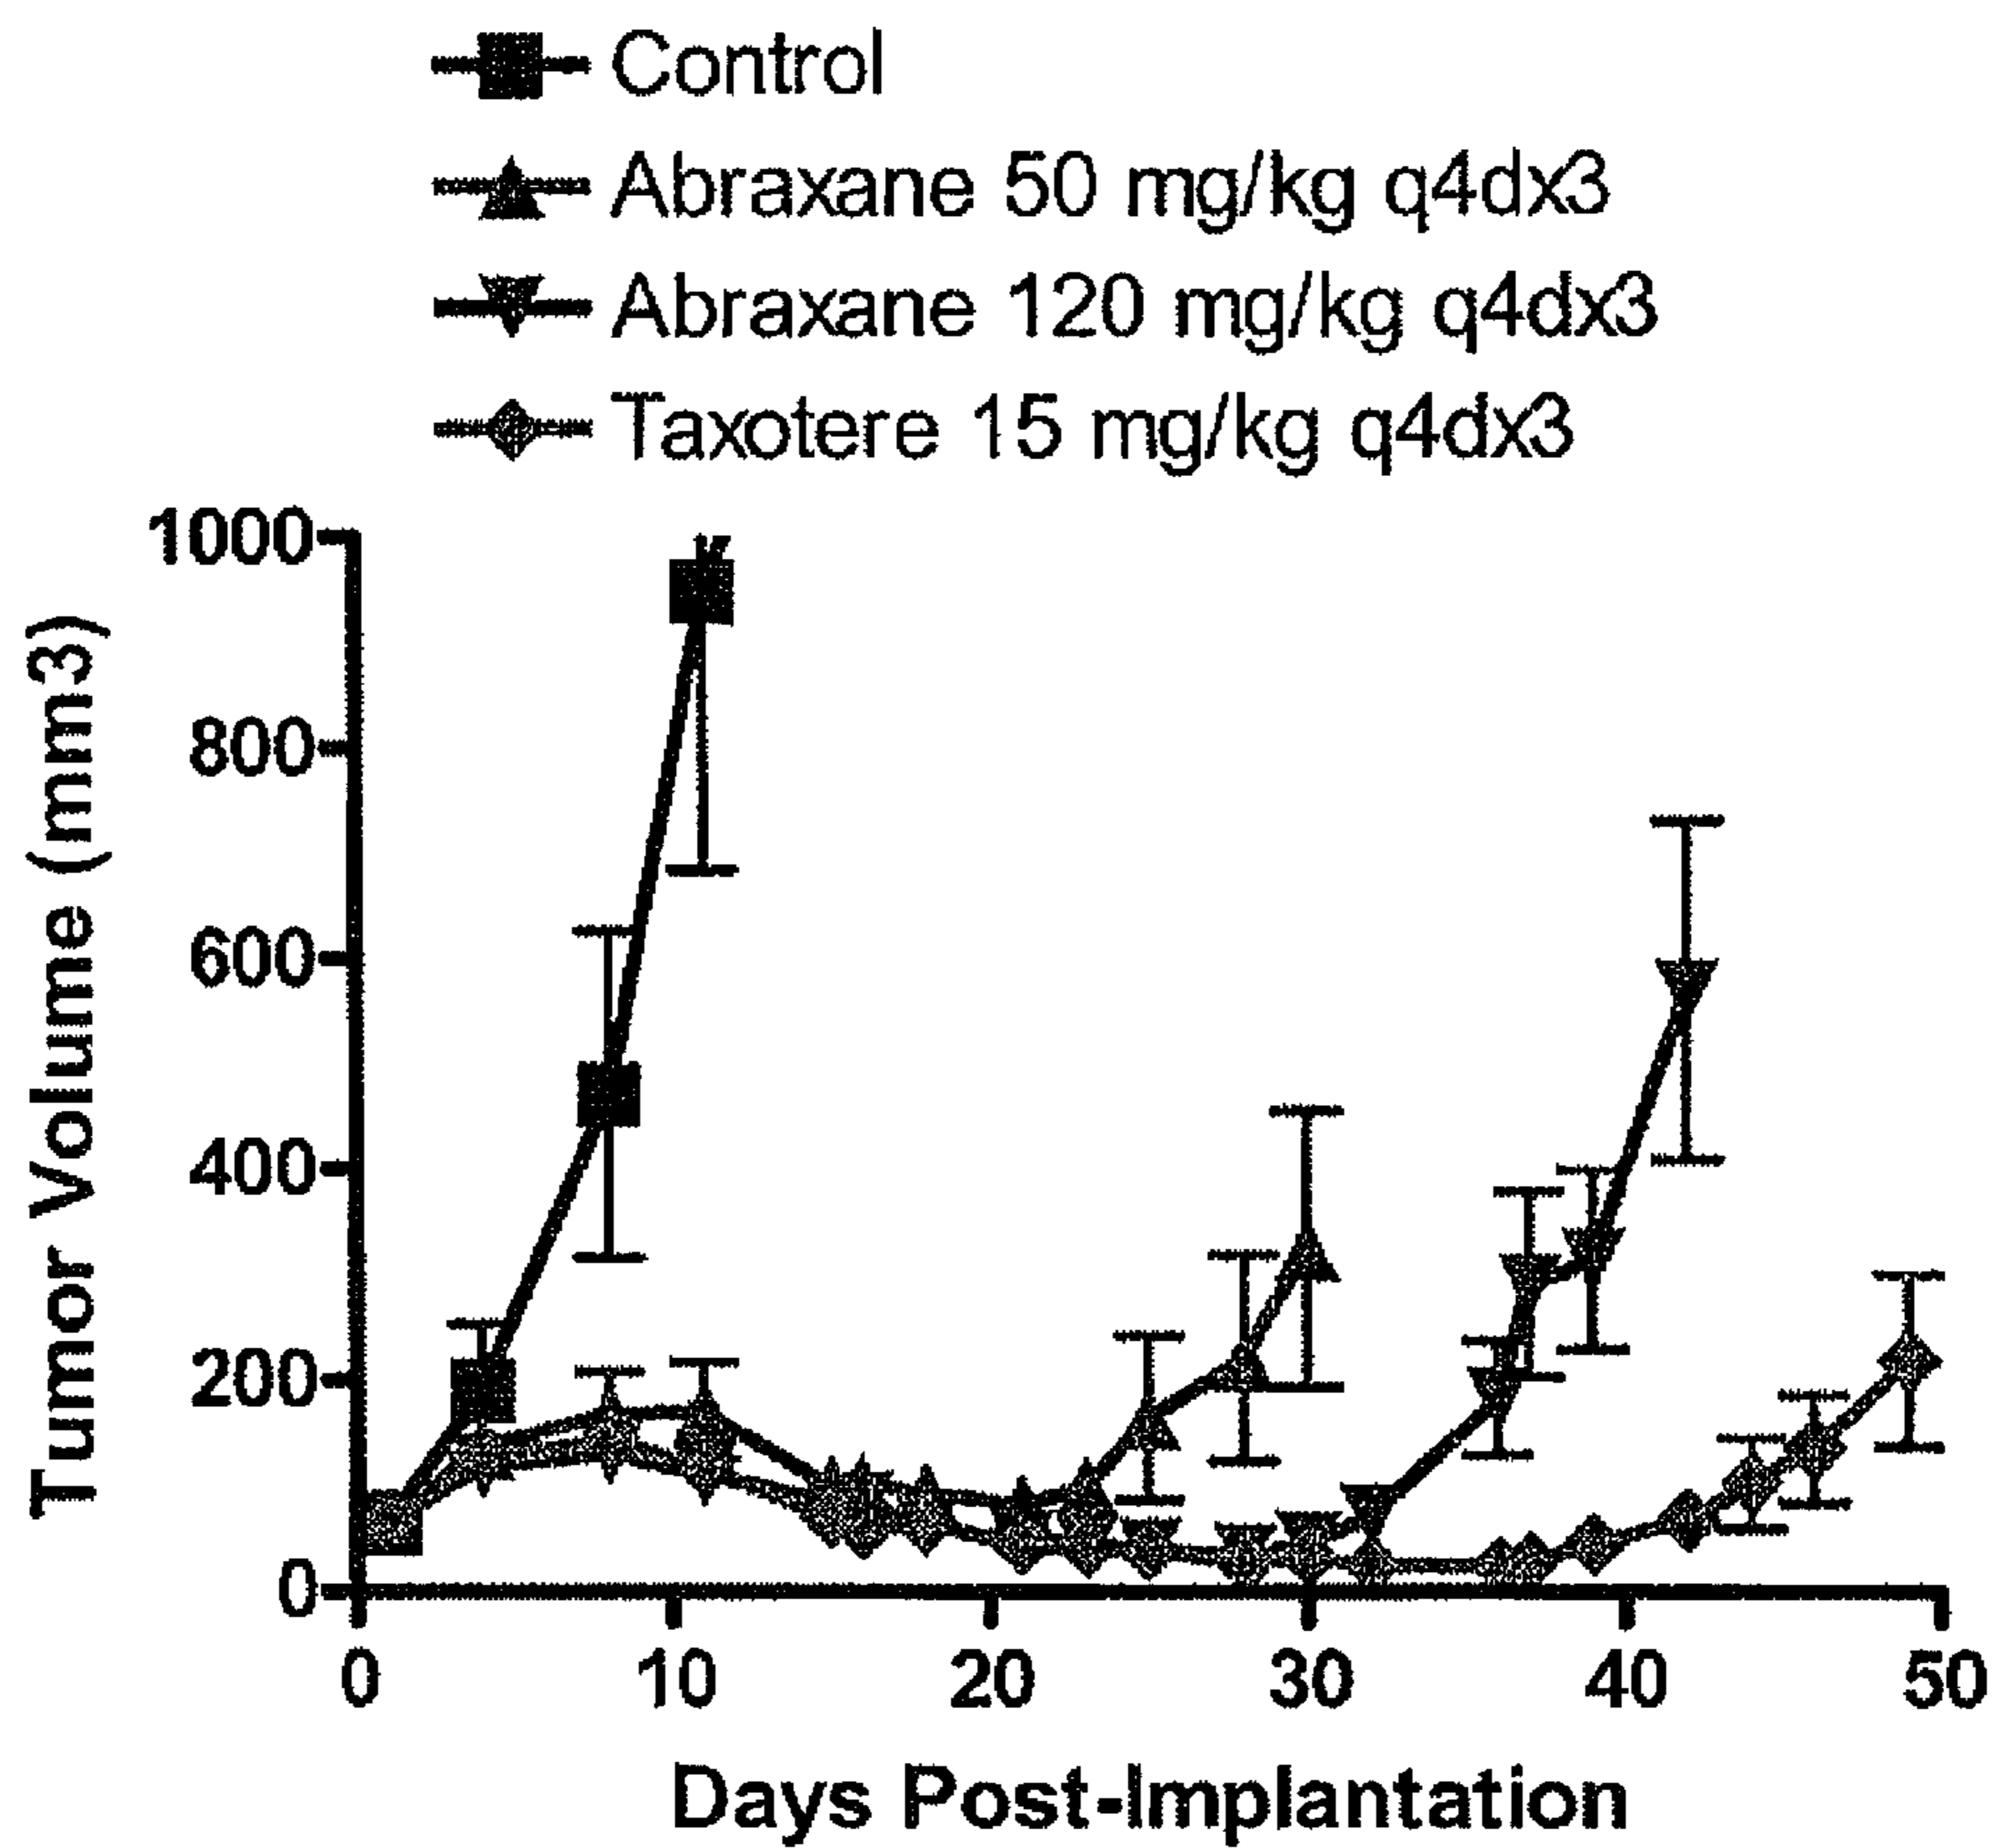 Control
Abraxane 50 mg/kg q4dx3
Abraxane 120 mg/kg q4dx3
Taxotere 15 mg/kg q4dx3
1000
800
600
400
200
0
Tumor Volume (mm3)
0 10 20 30 40 50
Days Post-Implantation